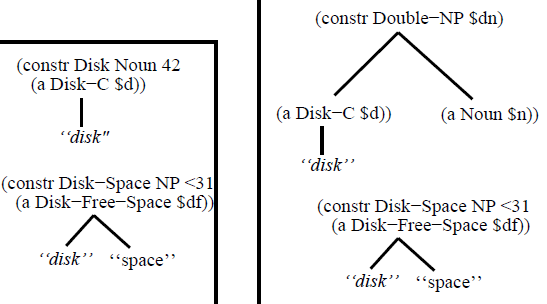 (constr Disk Noun 42
(a Disk−C $d))
‘‘disk"
(constr Disk−Space NP <31
(a Disk−Free−Space $df))
‘‘disk’’ ‘‘space’’
(constr Double−NP $dn)
(a Disk−C $d)) (a Noun $n))
‘‘disk’’
(constr Disk−Space NP <31
(a Disk−Free−Space $df))
‘‘disk’’ ‘‘space’’